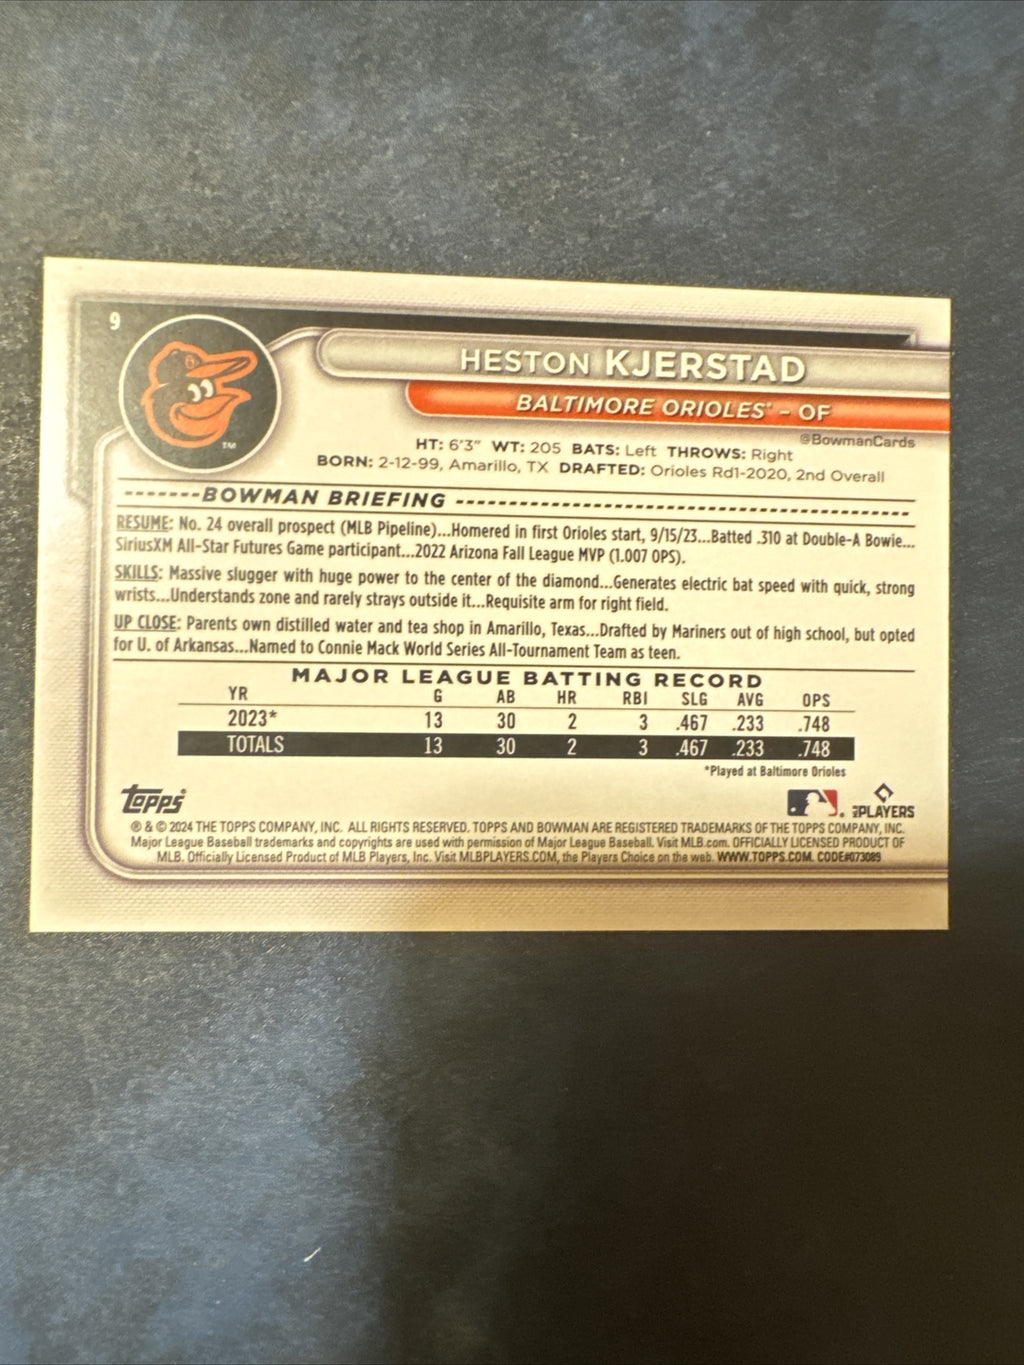 9
HESTON KJERSTAD
BALTIMORE ORIOLES® – OF
@BowmanCards
HT: 6'3" WT: 205 BATS: Left THROWS: Right
BORN: 2-12-99, Amarillo, TX DRAFTED: Orioles Rd1-2020, 2nd Overall
BOWMAN BRIEFING
RESUME: No. 24 overall prospect (MLB Pipeline)...Homered in first Orioles start, 9/15/23...Batted .310 at Double-A Bowie...
SiriusXM All-Star Futures Game participant...2022 Arizona Fall League MVP (1.007 OPS).
SKILLS: Massive slugger with huge power to the center of the diamond...Generates electric bat speed with quick, strong
wrists...Understands zone and rarely strays outside it...Requisite arm for right field.
UP CLOSE: Parents own distilled water and tea shop in Amarillo, Texas...Drafted by Mariners out of high school, but opted
for U. of Arkansas...Named to Connie Mack World Series All-Tournament Team as teen.
MAJOR LEAGUE BATTING RECORD
YR G AB HR RBI SLG AVG OPS
2023* 13 30 2 3 .467 .233 .748
TOTALS 13 30 2 3 .467 .233 .748
*Played at Baltimore Orioles
TOPPS
PLAYERS
® & © 2024 THE TOPPS COMPANY, INC. ALL RIGHTS RESERVED. TOPPS AND BOWMAN ARE REGISTERED TRADEMARKS OF THE TOPPS COMPANY, INC.
Major League Baseball trademarks and copyrights are used with permission of Major League Baseball. Visit MLB.com. OFFICIALLY LICENSED PRODUCT OF
MLB. Officially Licensed Product of MLB Players, Inc. Visit MLBPLAYERS.COM, the Players Choice on the web. WWW.TOPPS.COM. CODE#073089